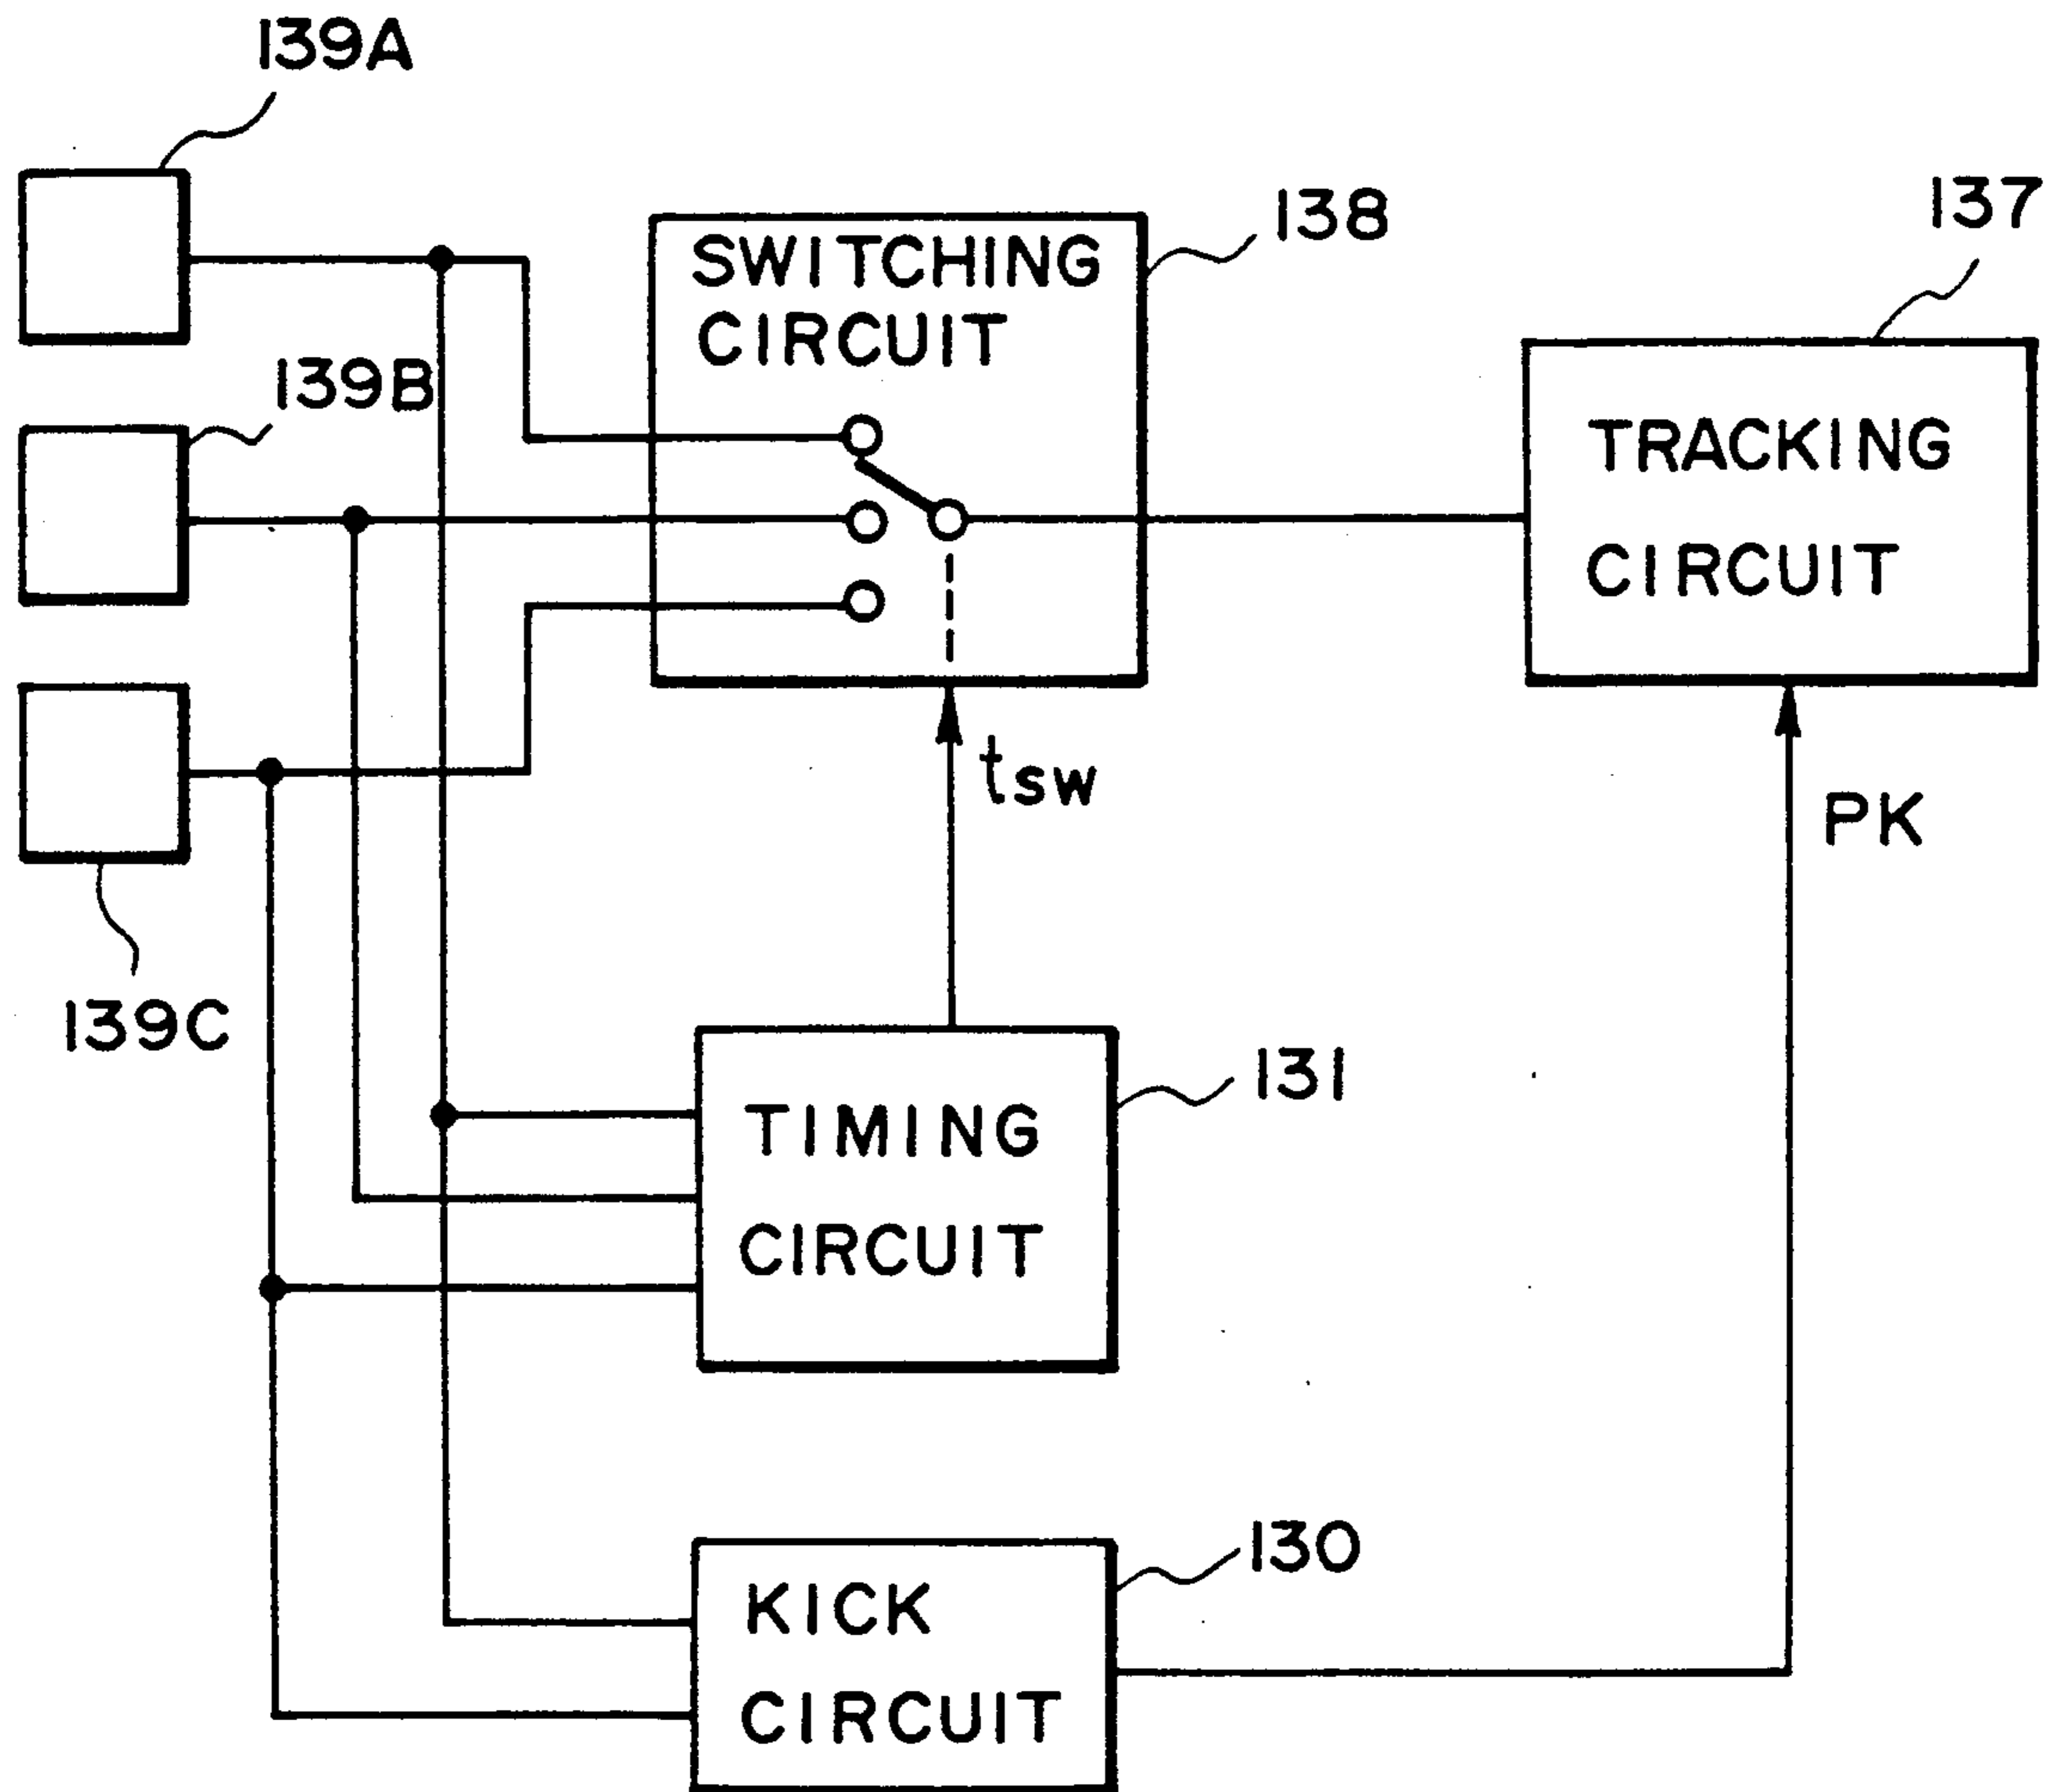 139A
138
137
SWITCHING
CIRCUIT
139B
TRACKING
CIRCUIT
tsw
PK
139C
131
TIMING
CIRCUIT
130
KICK
CIRCUIT